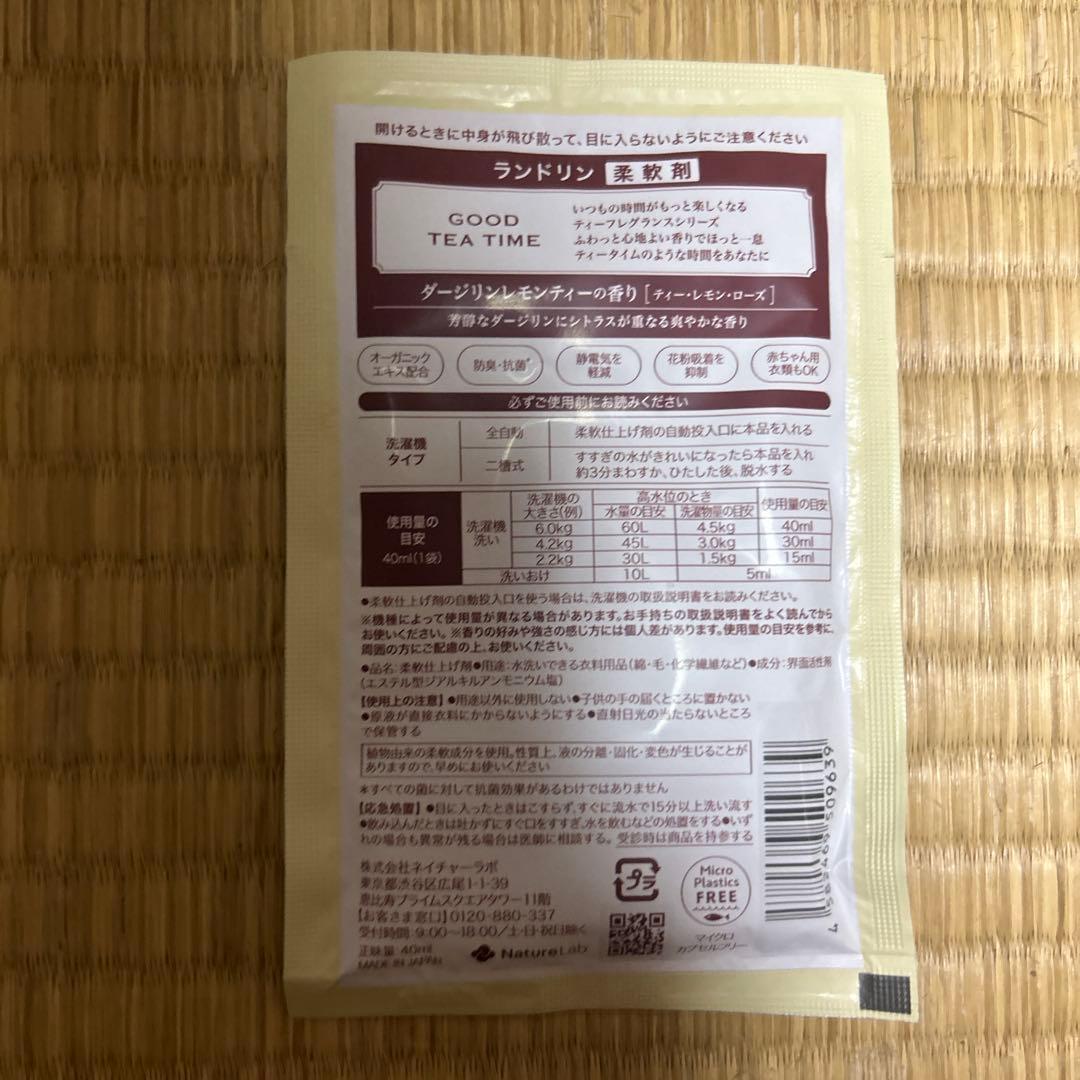 開けるときに中身が飛び散って、目に入らないようにご注意ください
ランドリン 柔軟剤
GOOD
TEA TIME
いつもの時間がもっと楽しくなる
ティーフレグランスシリーズ
ふわっと心地よい香りでほっと一息
ティータイムのような時間をあなたに
ダージリンレモンティーの香り [ティー・レモン・ローズ]
芳醇なダージリンにシトラスが重なる爽やかな香り
オーガニック
エキス配合
防臭・抗菌*
静電気を
軽減
花粉吸着を
抑制
赤ちゃん用
衣類もOK
必ずご使用前にお読みください
洗濯機
タイプ
全自動 柔軟仕上げ剤の自動投入口に本品を入れる
二槽式 すすぎの水がきれいになったら本品を入れ
約3分まわすか、ひたした後、脱水する
使用量の
目安
40ml(1袋)
洗濯機
洗い
洗濯機の
大きさ(例)
高水位のとき
水量の目安 洗濯物量の目安
使用量の目安
6.0kg 60L 4.5kg 40ml
4.2kg 45L 3.0kg 30ml
2.2kg 30L 1.5kg 15ml
洗いおけ 10L 5ml
●柔軟仕上げ剤の自動投入口を使う場合は、洗濯機の取扱説明書をお読みください。
※機種によって使用量が異なる場合があります。お手持ちの取扱説明書をよく読んでから
お使いください。※香りの好みや強さの感じ方には個人差があります。使用量の目安を参考に、
周囲の方にご配慮の上、お使いください。
●品名：柔軟仕上げ剤●用途：水洗いできる衣料用品(綿・毛・化学繊維など)●成分：界面活性剤
(エステル型ジアルキルアンモニウム塩)
【使用上の注意】●用途以外に使用しない●子供の手の届くところに置かない
●原液が直接衣料にかからないようにする●直射日光の当たらないところ
で保管する
植物由来の柔軟成分を使用。性質上、液の分離・固化・変色が生じることが
ありますので、早めにお使いください
＊すべての菌に対して抗菌効果があるわけではありません
【応急処置】●目に入ったときはこすらず、すぐに流水で15分以上洗い流す
●飲み込んだときは吐かずにすぐ口をすすぎ、水を飲むなどの処置をする●いず
れの場合も異常が残る場合は医師に相談する。受診時は商品を持参する
株式会社ネイチャーラボ
東京都渋谷区広尾1-1-39
恵比寿プライムスクエアタワー11階
【お客さま窓口】0120-880-337
受付時間：9:00〜18:00/土・日・祝日除く
正味量：40ml
MADE IN JAPAN
NatureLab
プラ
Micro
Plastics
FREE
マイクロ
カプセルフリー